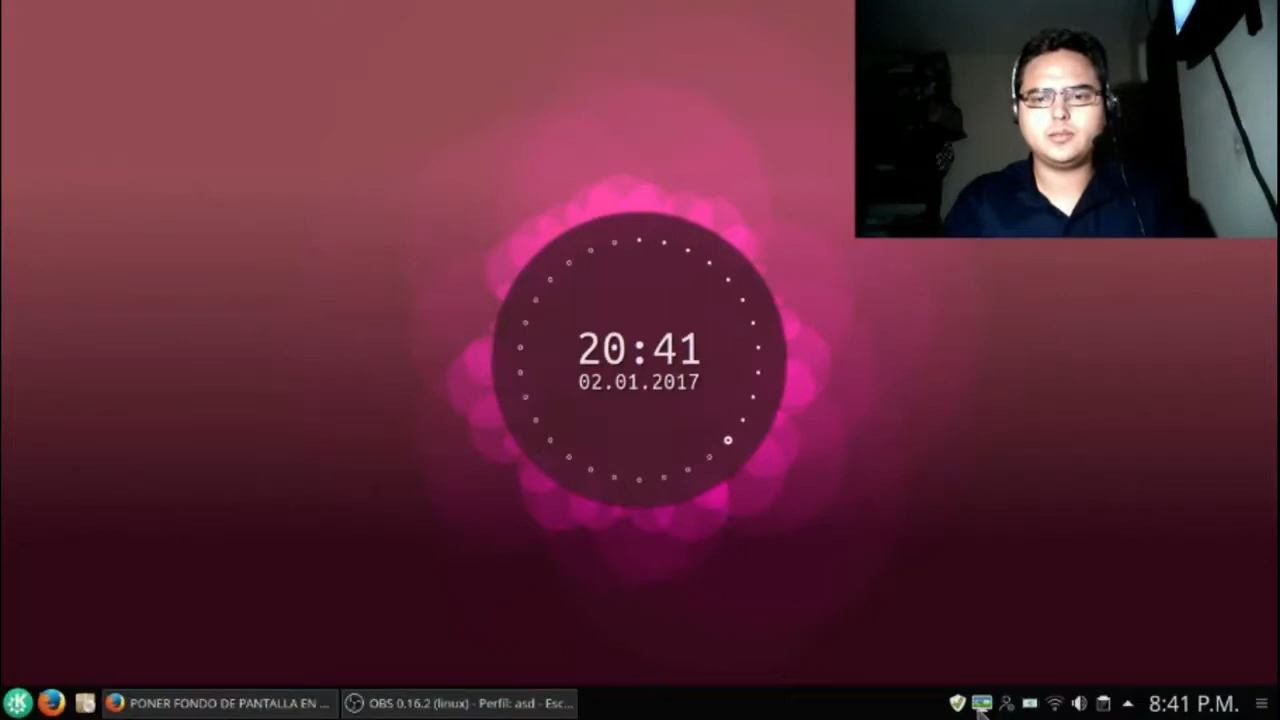 20:41
02.01.2017
PONER FONDO DE PANTALLA EN ...
OBS 0.16.2 (linux) - Perfil: asd - Esc...
8:41 P.M.